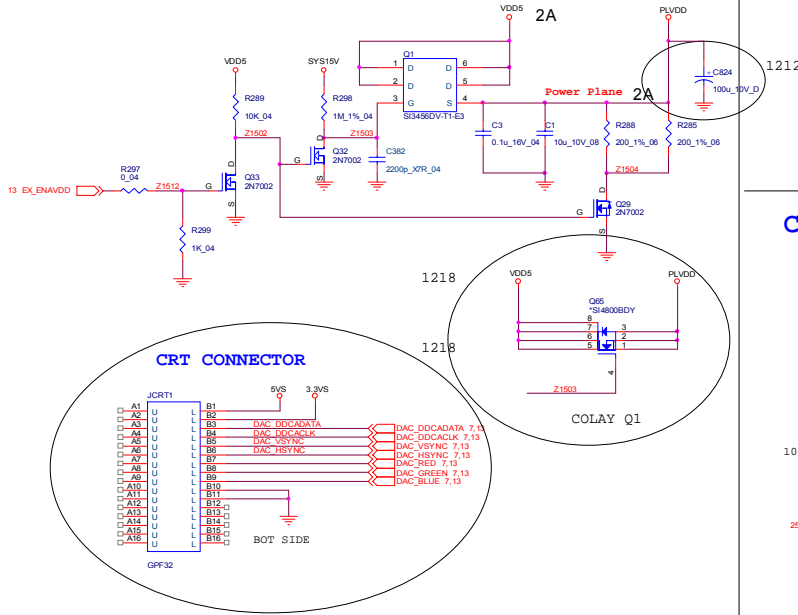 VDD5
2A
PLVDD
VDD5
SYS15V
Q1
1 D D 6
2 D D 5
3 G S 4
SI3456DV-T1-E3
Power Plane 2A
+ C824
100u_10V_D
1212
R289
10K_04
R298
1M_1%_04
Z1502
Z1503
C3
0.1u_16V_04
C1
10u_10V_08
R288
200_1%_06
R285
200_1%_06
D
G
S
Q32
2N7002
C382
2200p_X7R_04
Z1504
13 EX_ENAVDD
R297
0_04
Z1512
D
G
S
Q33
2N7002
D
G
S
Q29
2N7002
R299
1K_04
C
1218
VDD5
PLVDD
Q65
*SI4800BDY
8
7 3
6 2
5 1
4
1218
Z1503
COLAY Q1
CRT CONNECTOR
JCRT1
5VS
3.3VS
A1 U L B1
A2 U L B2
A3 U L B3 DAC_DDCADATA DAC_DDCADATA 7,13
A4 U L B4 DAC_DDCACLK DAC_DDCACLK 7,13
A5 U L B5 DAC_VSYNC DAC_VSYNC 7,13
A6 U L B6 DAC_HSYNC DAC_HSYNC 7,13
A7 U L B7 DAC_RED 7,13
A8 U L B8 DAC_GREEN 7,13
A9 U L B9 DAC_BLUE 7,13
A10 U L B10
A11 U L B11
A12 U L B12
A13 U L B13
A14 U L B14
A15 U L B15
A16 U L B16
BOT SIDE
GPF32
10
25